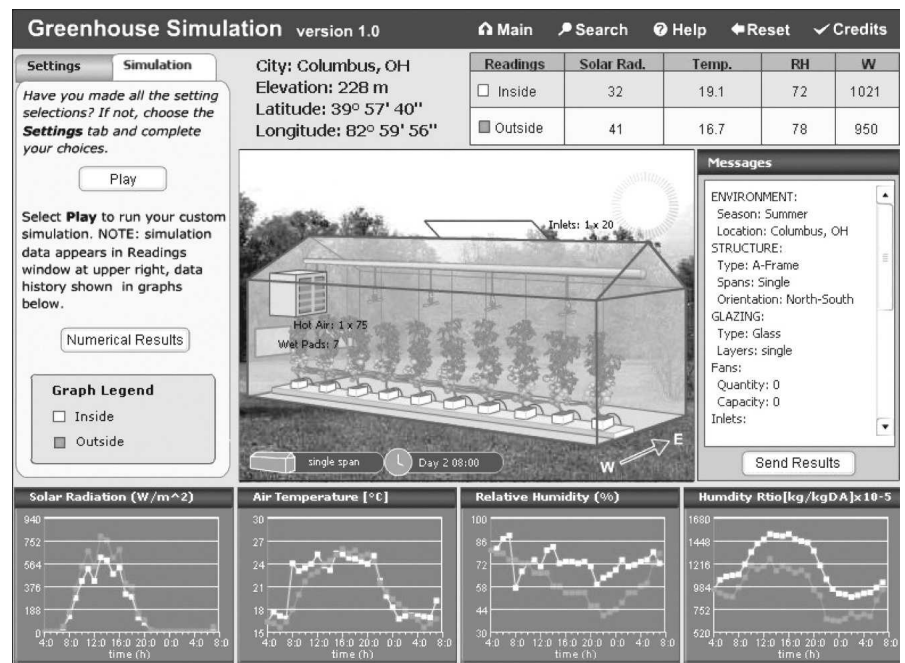 Greenhouse Simulation version 1.0
Main Search Help Reset Credits
Settings Simulation
Have you made all the setting
selections? If not, choose the
Settings tab and complete
your choices.
Play
Select Play to run your custom
simulation. NOTE: simulation
data appears in Readings
window at upper right, data
history shown in graphs
below.
Numerical Results
Graph Legend
Inside
Outside
City: Columbus, OH
Elevation: 228 m
Latitude: 39º 57' 40''
Longitude: 82º 59' 56''
Readings Solar Rad. Temp. RH W
Inside 32 19.1 72 1021
Outside 41 16.7 78 950
Inlets: 1 x 20
Hot Air: 1 x 75
Wet Pads: 7
single span
Day 2 08:00
W E
Messages
ENVIRONMENT:
Season: Summer
Location: Columbus, OH
STRUCTURE:
Type: A-Frame
Spans: Single
Orientation: North-South
GLAZING:
Type: Glass
Layers: single
Fans:
Quantity: 0
Capacity: 0
Inlets:
Send Results
Solar Radiation (W/m^2)
940
752
564
376
188
0
4:0 8:0 12:0 16:0 20:0 0:0 4:0 8:0
time (h)
Air Temperature [ºC]
30
27
24
21
18
15
4:0 8:0 12:0 16:0 20:0 0:0 4:0 8:0
time (h)
Relative Humidity (%)
100
86
72
58
44
30
4:0 8:0 12:0 16:0 20:0 0:0 4:0 8:0
time (h)
Humdity Rtio[kg/kgDA]x10-5
1680
1448
1216
984
752
520
4:0 8:0 12:0 16:0 20:0 0:0 4:0 8:0
time (h)